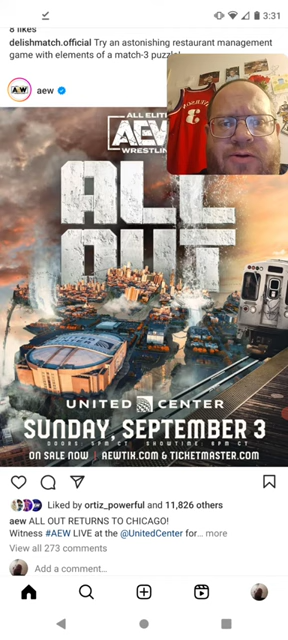 3:31
8 likes
delishmatch.official Try an astonishing restaurant management
game with elements of a match-3 puzzle!
AEW
aew
ALL ELITE
AEW
WRESTLING
ALL
OUT
UNITED CENTER
SUNDAY, SEPTEMBER 3
DOORS: 5PM CT SHOWTIME: 6PM CT
ON SALE NOW | AEWTIX.COM & TICKETMASTER.COM
Liked by ortiz_powerful and 11,826 others
aew ALL OUT RETURNS TO CHICAGO!
Witness #AEW LIVE at the @UnitedCenter for... more
View all 273 comments
Add a comment...